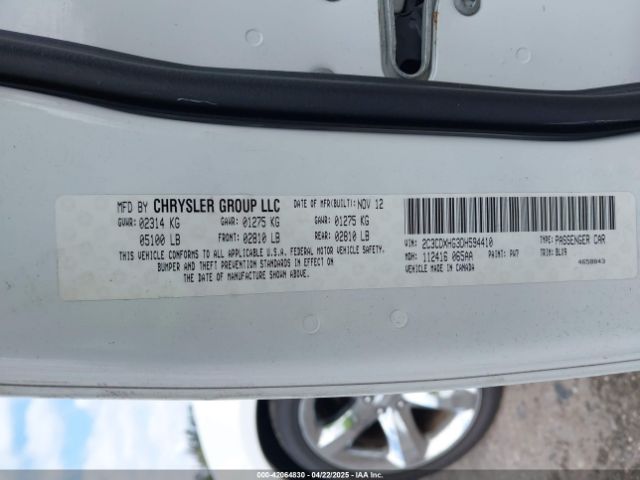 MFD BY CHRYSLER GROUP LLC DATE OF MFR(BUILT): NOV 12
GVWR: 02314 KG GAWR: 01275 KG GAWR: 01275 KG
05100 LB FRONT: 02810 LB REAR: 02810 LB
THIS VEHICLE CONFORMS TO ALL APPLICABLE U.S.A. FEDERAL MOTOR VEHICLE SAFETY,
BUMPER AND THEFT PREVENTION STANDARDS IN EFFECT ON
THE DATE OF MANUFACTURE SHOWN ABOVE.
VIN: 2C3CDXHG3DH594410 TYPE: PASSENGER CAR
MDH: 112416 065AA PAINT: PW7 TRIM: BLX9
VEHICLE MADE IN CANADA 4658043
000-42064830 - 04/22/2025 - IAAI.COM